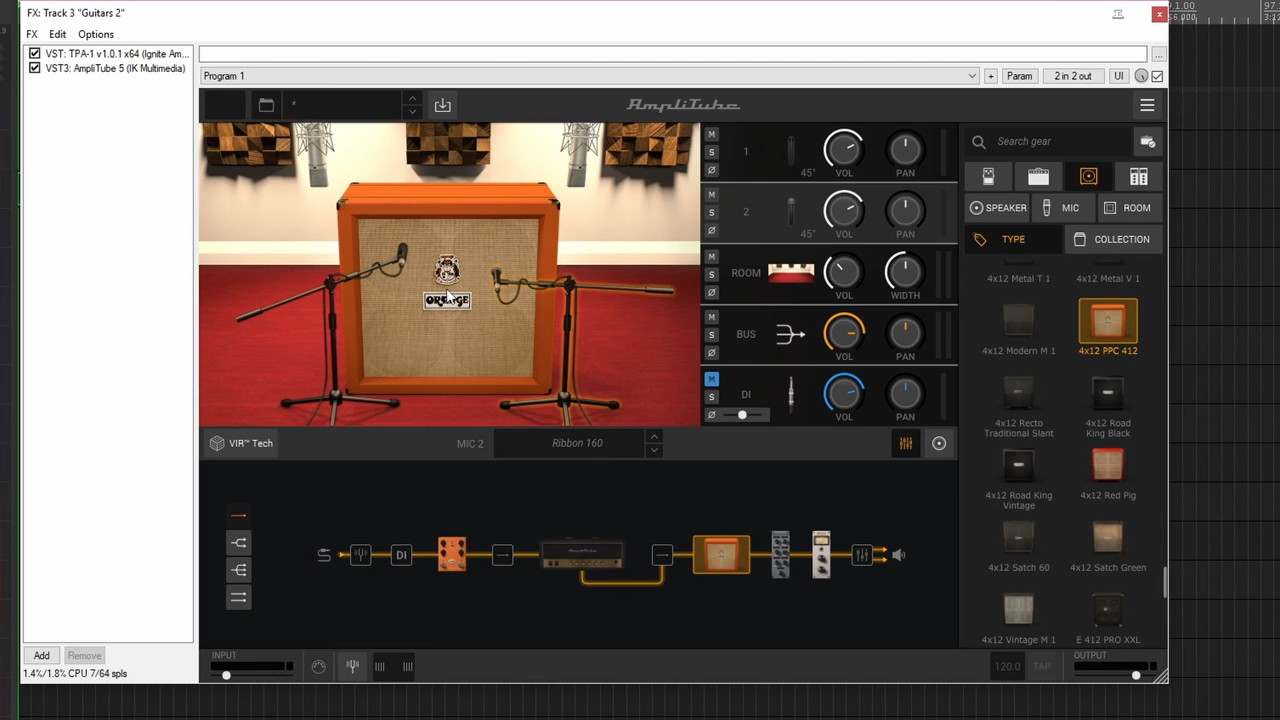 FX: Track 3 "Guitars 2"
FX Edit Options
VST: TPA-1 v1.0.1 x64 (Ignite Am...
VST3: AmpliTube 5 (IK Multimedia)
Add Remove
1.4%/1.8% CPU 7/64 spls
...
Program 1
+
Param
2 in 2 out
UI
*
AmpliTube
ORANGE
M
S
Ø
1
45°
VOL
PAN
M
S
Ø
2
45°
VOL
PAN
M
S
Ø
ROOM
VOL
WIDTH
M
S
Ø
BUS
VOL
PAN
M
S
Ø
DI
VOL
PAN
VIR™ Tech
MIC 2
Ribbon 160
DI
INPUT
120.0
TAP
OUTPUT
Search gear
SPEAKER
MIC
ROOM
TYPE
COLLECTION
4x12 Metal T 1
4x12 Metal V 1
4x12 Modern M 1
4x12 PPC 412
4x12 Recto
Traditional Slant
4x12 Road
King Black
4x12 Road King
Vintage
4x12 Red Pig
4x12 Satch 60
4x12 Satch Green
4x12 Vintage M 1
E 412 PRO XXL